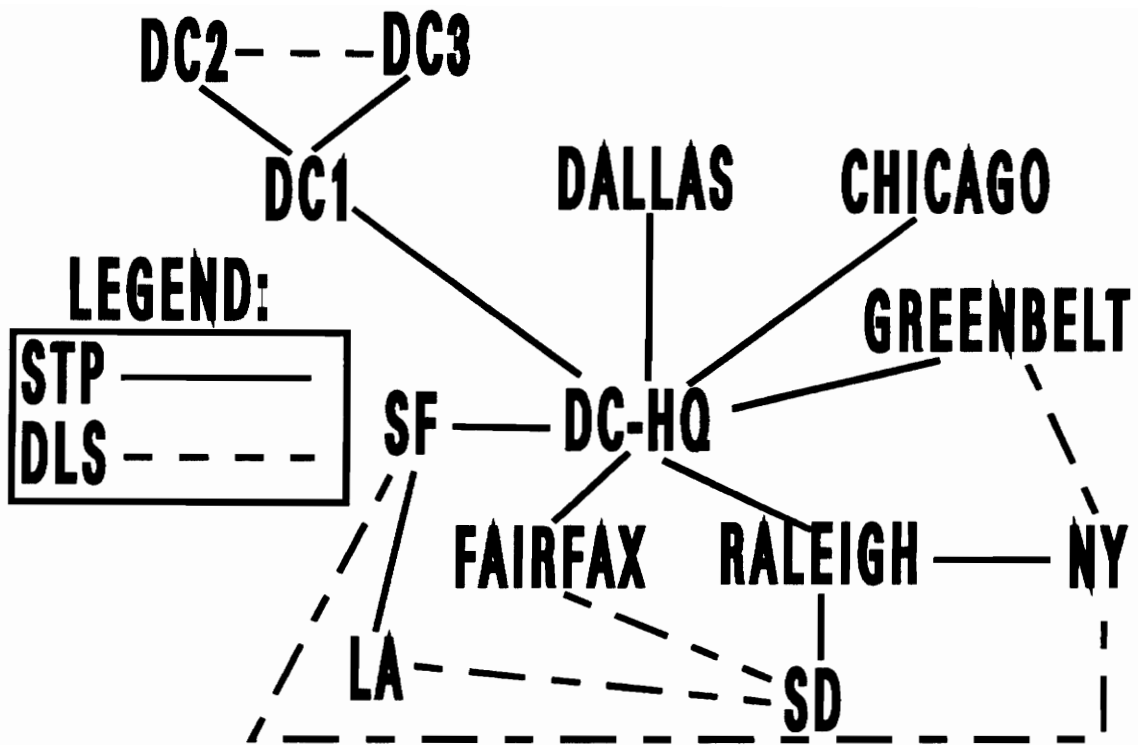 DC2
DC3
DC1
DALLAS
CHICAGO
LEGEND:
GREENBELT
STP
DLS
SF
DC-HQ
FAIRFAX
RALEIGH
NY
LA
SD